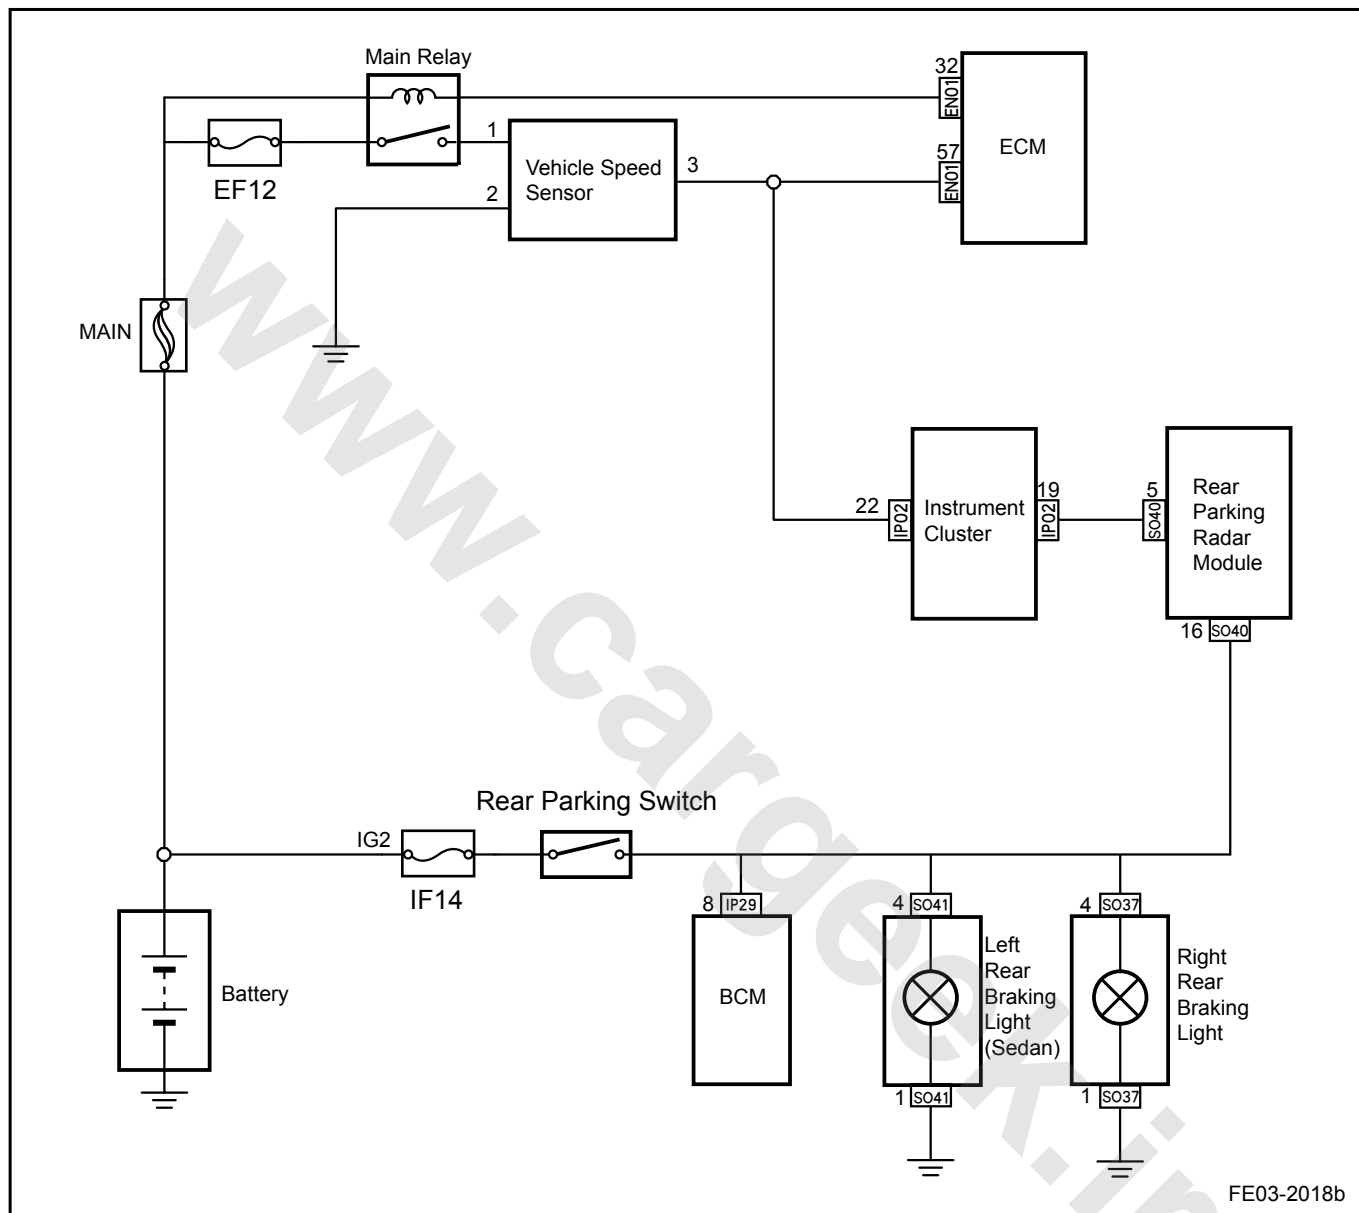 Main Relay
32
EN01
ECM
1
Vehicle Speed
Sensor
3
57
EN01
2
EF12
MAIN
22
IP02
Instrument
Cluster
19
IP02
5
SO40
Rear
Parking
Radar
Module
16
SO40
Rear Parking Switch
IG2
IF14
8
IP29
BCM
4
SO41
Left
Rear
Braking
Light
(Sedan)
1
SO41
4
SO37
Right
Rear
Braking
Light
1
SO37
Battery
FE03-2018b
www.cargeek.ir